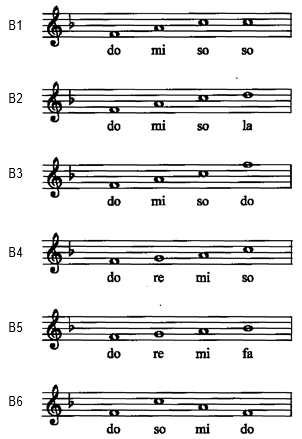 B1
do mi so so
B2
do mi so la
B3
do mi so do
B4
do re mi so
B5
do re mi fa
B6
do so mi do